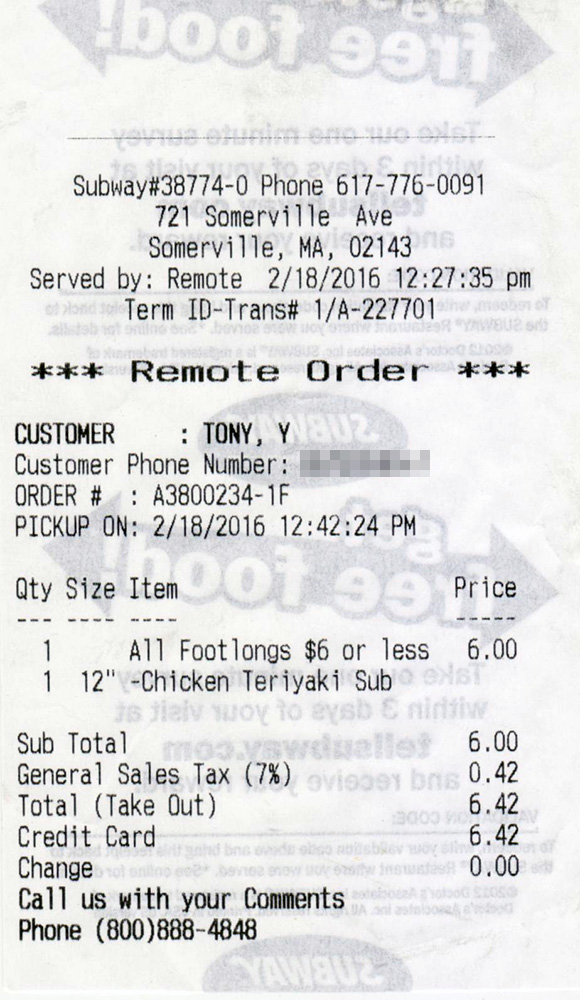 Subway#38774-0 Phone 617-776-0091
721 Somerville Ave
Somerville, MA, 02143
Served by: Remote 2/18/2016 12:27:35 pm
Term ID-Trans# 1/A-227701
*** Remote Order ***
CUSTOMER : TONY, Y
Customer Phone Number:
ORDER # : A3800234-1F
PICKUP ON: 2/18/2016 12:42:24 PM
Qty Size Item Price
--- ---- ---- -----
1 All Footlongs $6 or less 6.00
1 12" -Chicken Teriyaki Sub
Sub Total 6.00
General Sales Tax (7%) 0.42
Total (Take Out) 6.42
Credit Card 6.42
Change 0.00
Call us with your Comments
Phone (800)888-4848